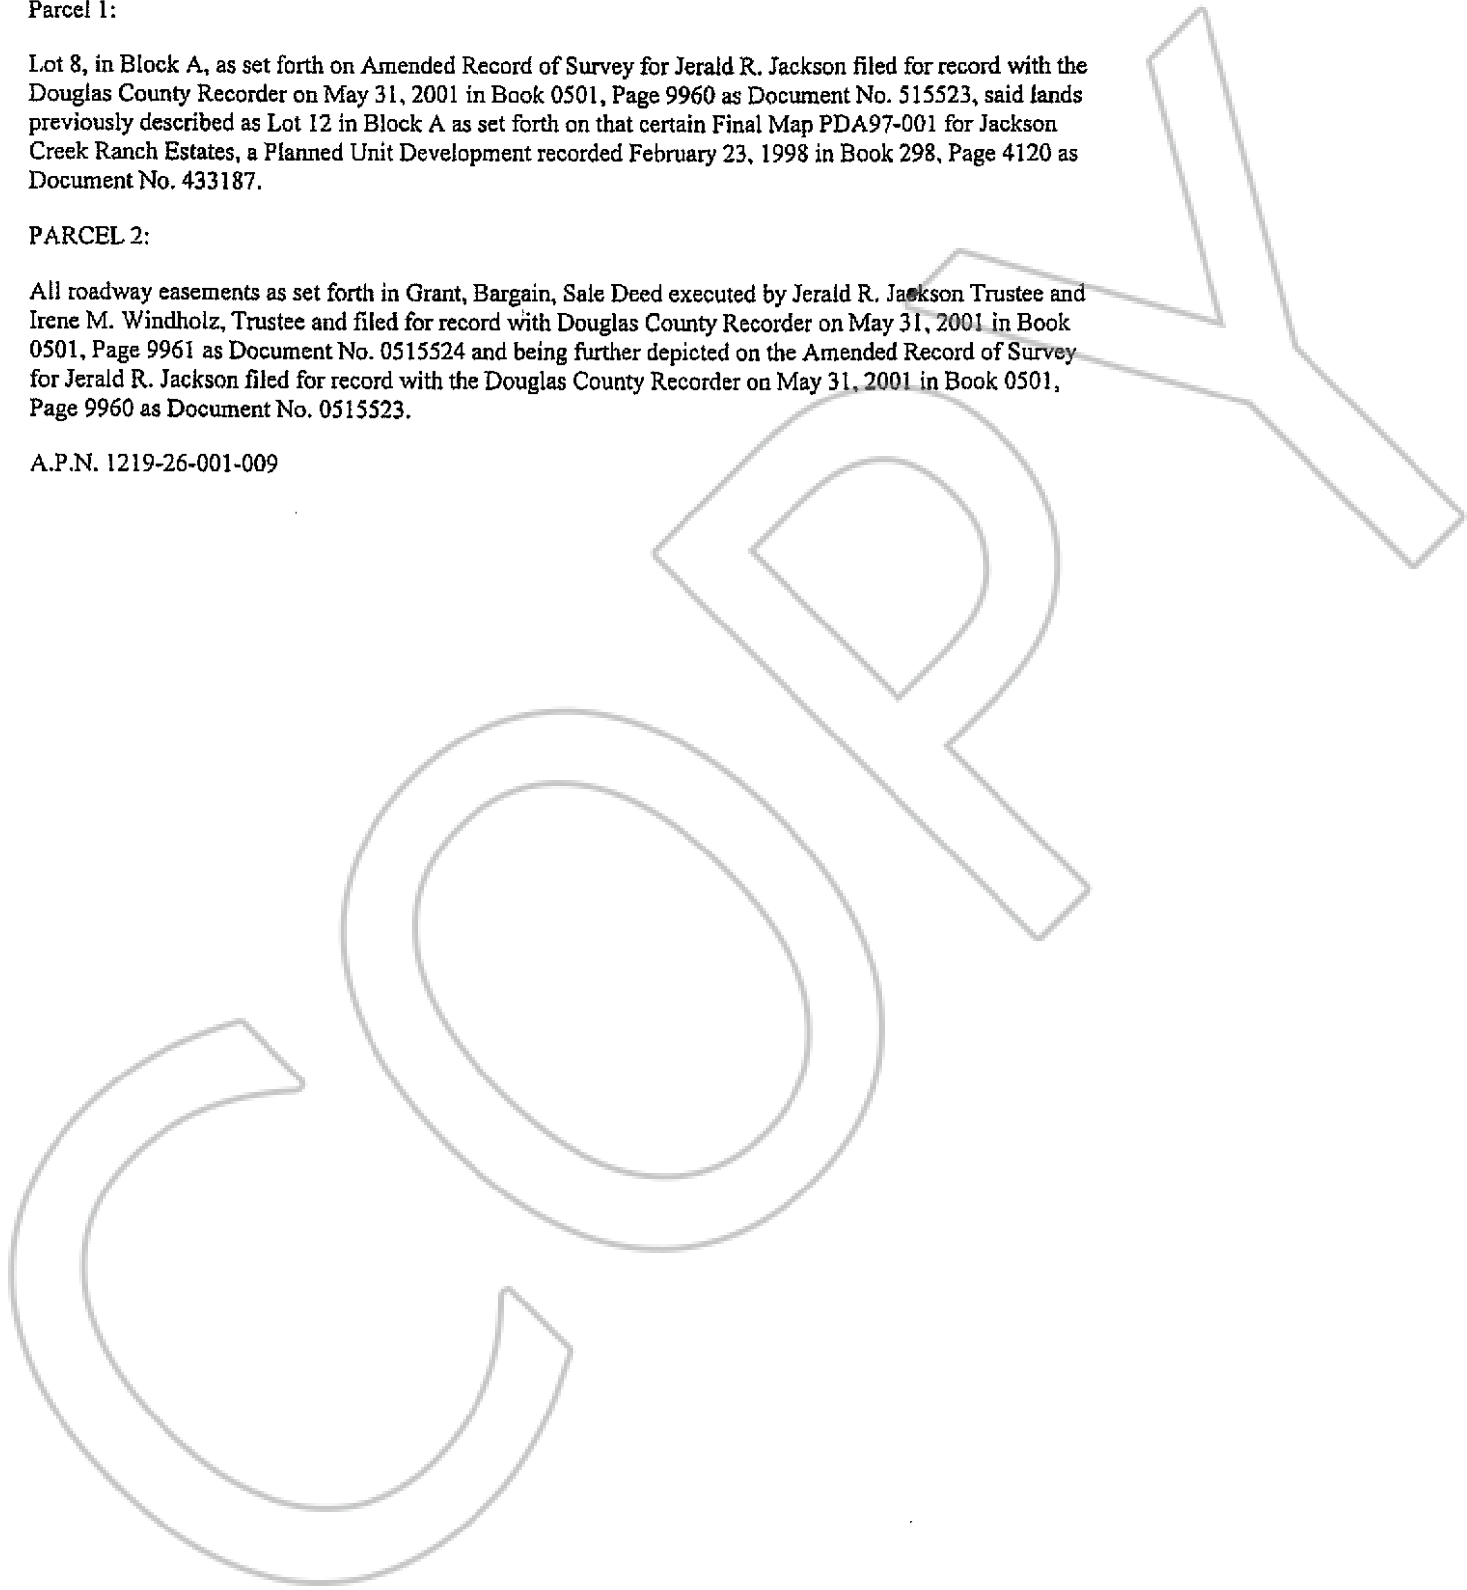 Parcel 1:
Lot 8, in Block A, as set forth on Amended Record of Survey for Jerald R. Jackson filed for record with the
Douglas County Recorder on May 31, 2001 in Book 0501, Page 9960 as Document No. 515523, said lands
previously described as Lot 12 in Block A as set forth on that certain Final Map PDA97-001 for Jackson
Creek Ranch Estates, a Planned Unit Development recorded February 23, 1998 in Book 298, Page 4120 as
Document No. 433187.
PARCEL 2:
All roadway easements as set forth in Grant, Bargain, Sale Deed executed by Jerald R. Jackson Trustee and
Irene M. Windholz, Trustee and filed for record with Douglas County Recorder on May 31, 2001 in Book
0501, Page 9961 as Document No. 0515524 and being further depicted on the Amended Record of Survey
for Jerald R. Jackson filed for record with the Douglas County Recorder on May 31, 2001 in Book 0501,
Page 9960 as Document No. 0515523.
A.P.N. 1219-26-001-009
COPY